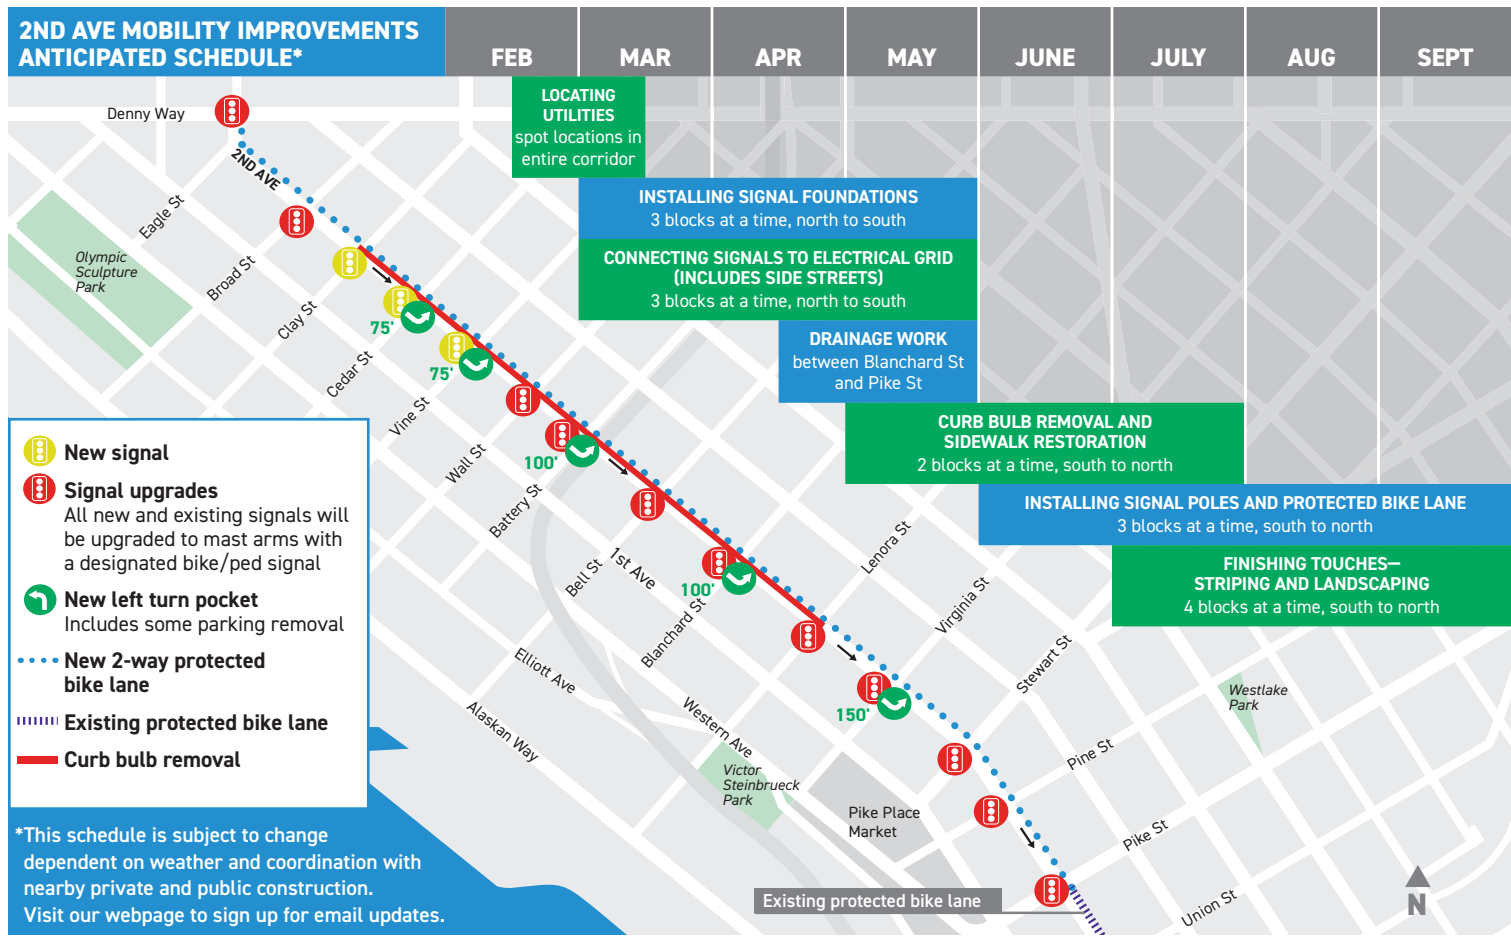 2ND AVE MOBILITY IMPROVEMENTS
ANTICIPATED SCHEDULE*
FEB
MAR
APR
MAY
JUNE
JULY
AUG
SEPT
LOCATING
UTILITIES
spot locations in
entire corridor
INSTALLING SIGNAL FOUNDATIONS
3 blocks at a time, north to south
CONNECTING SIGNALS TO ELECTRICAL GRID
(INCLUDES SIDE STREETS)
3 blocks at a time, north to south
DRAINAGE WORK
between Blanchard St
and Pike St
CURB BULB REMOVAL AND
SIDEWALK RESTORATION
2 blocks at a time, south to north
INSTALLING SIGNAL POLES AND PROTECTED BIKE LANE
3 blocks at a time, south to north
FINISHING TOUCHES—
STRIPING AND LANDSCAPING
4 blocks at a time, south to north
Denny Way
2ND AVE
Eagle St
Olympic
Sculpture
Park
Broad St
Clay St
75'
Cedar St
75'
Vine St
Wall St
100'
Battery St
Bell St
1st Ave
100'
Blanchard St
Lenora St
Virginia St
Stewart St
150'
Elliott Ave
Alaskan Way
Western Ave
Victor
Steinbrueck
Park
Pike Place
Market
Westlake
Park
Pine St
Pike St
Union St
Existing protected bike lane
N
New signal
Signal upgrades
All new and existing signals will
be upgraded to mast arms with
a designated bike/ped signal
New left turn pocket
Includes some parking removal
New 2-way protected
bike lane
Existing protected bike lane
Curb bulb removal
*This schedule is subject to change
dependent on weather and coordination with
nearby private and public construction.
Visit our webpage to sign up for email updates.